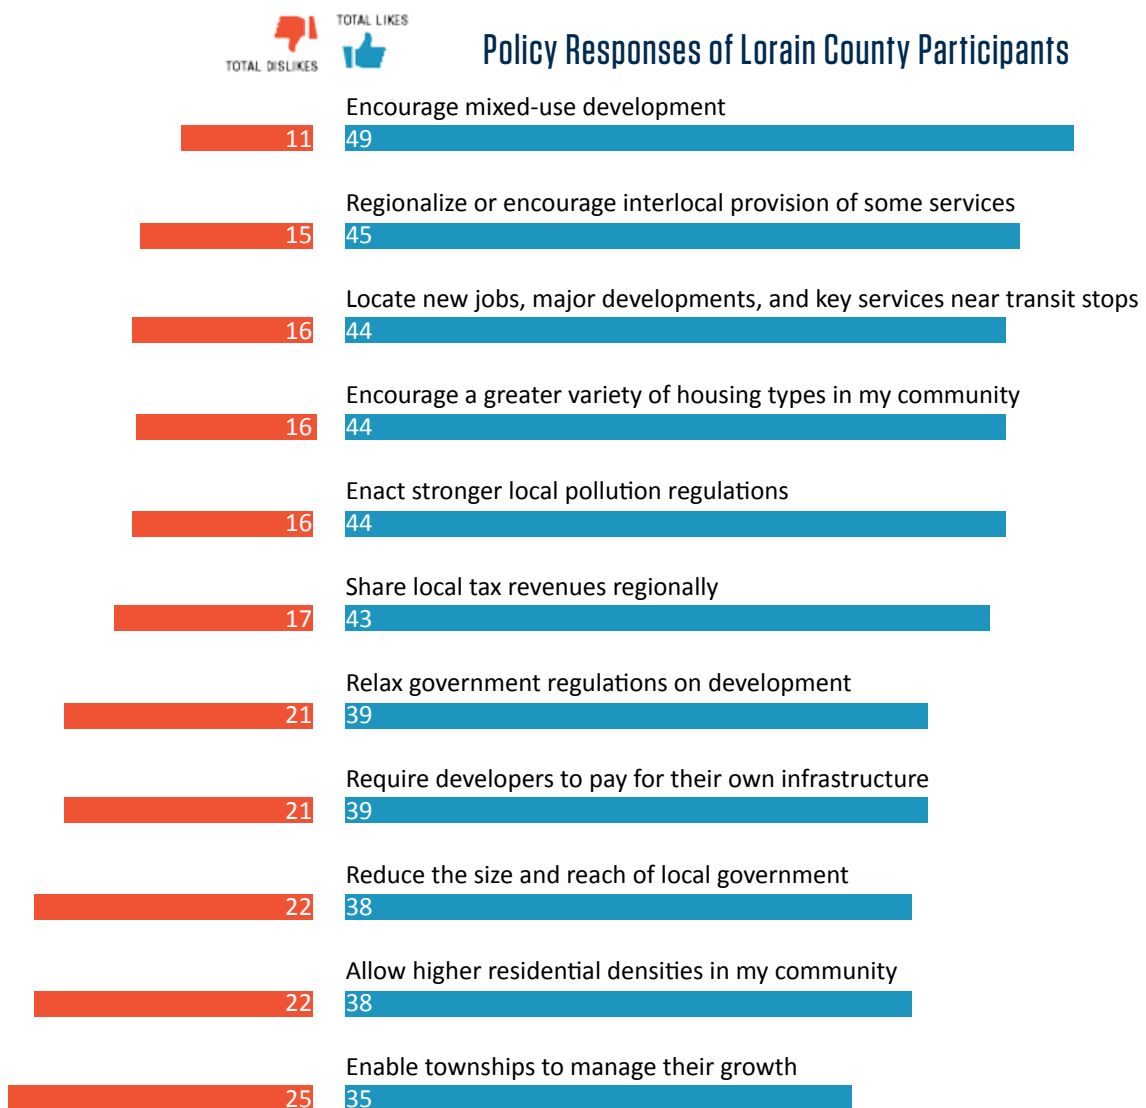 TOTAL LIKES
TOTAL DISLIKES
Policy Responses of Lorain County Participants
Encourage mixed-use development
11 49
Regionalize or encourage interlocal provision of some services
15 45
Locate new jobs, major developments, and key services near transit stops
16 44
Encourage a greater variety of housing types in my community
16 44
Enact stronger local pollution regulations
16 44
Share local tax revenues regionally
17 43
Relax government regulations on development
21 39
Require developers to pay for their own infrastructure
21 39
Reduce the size and reach of local government
22 38
Allow higher residential densities in my community
22 38
Enable townships to manage their growth
25 35